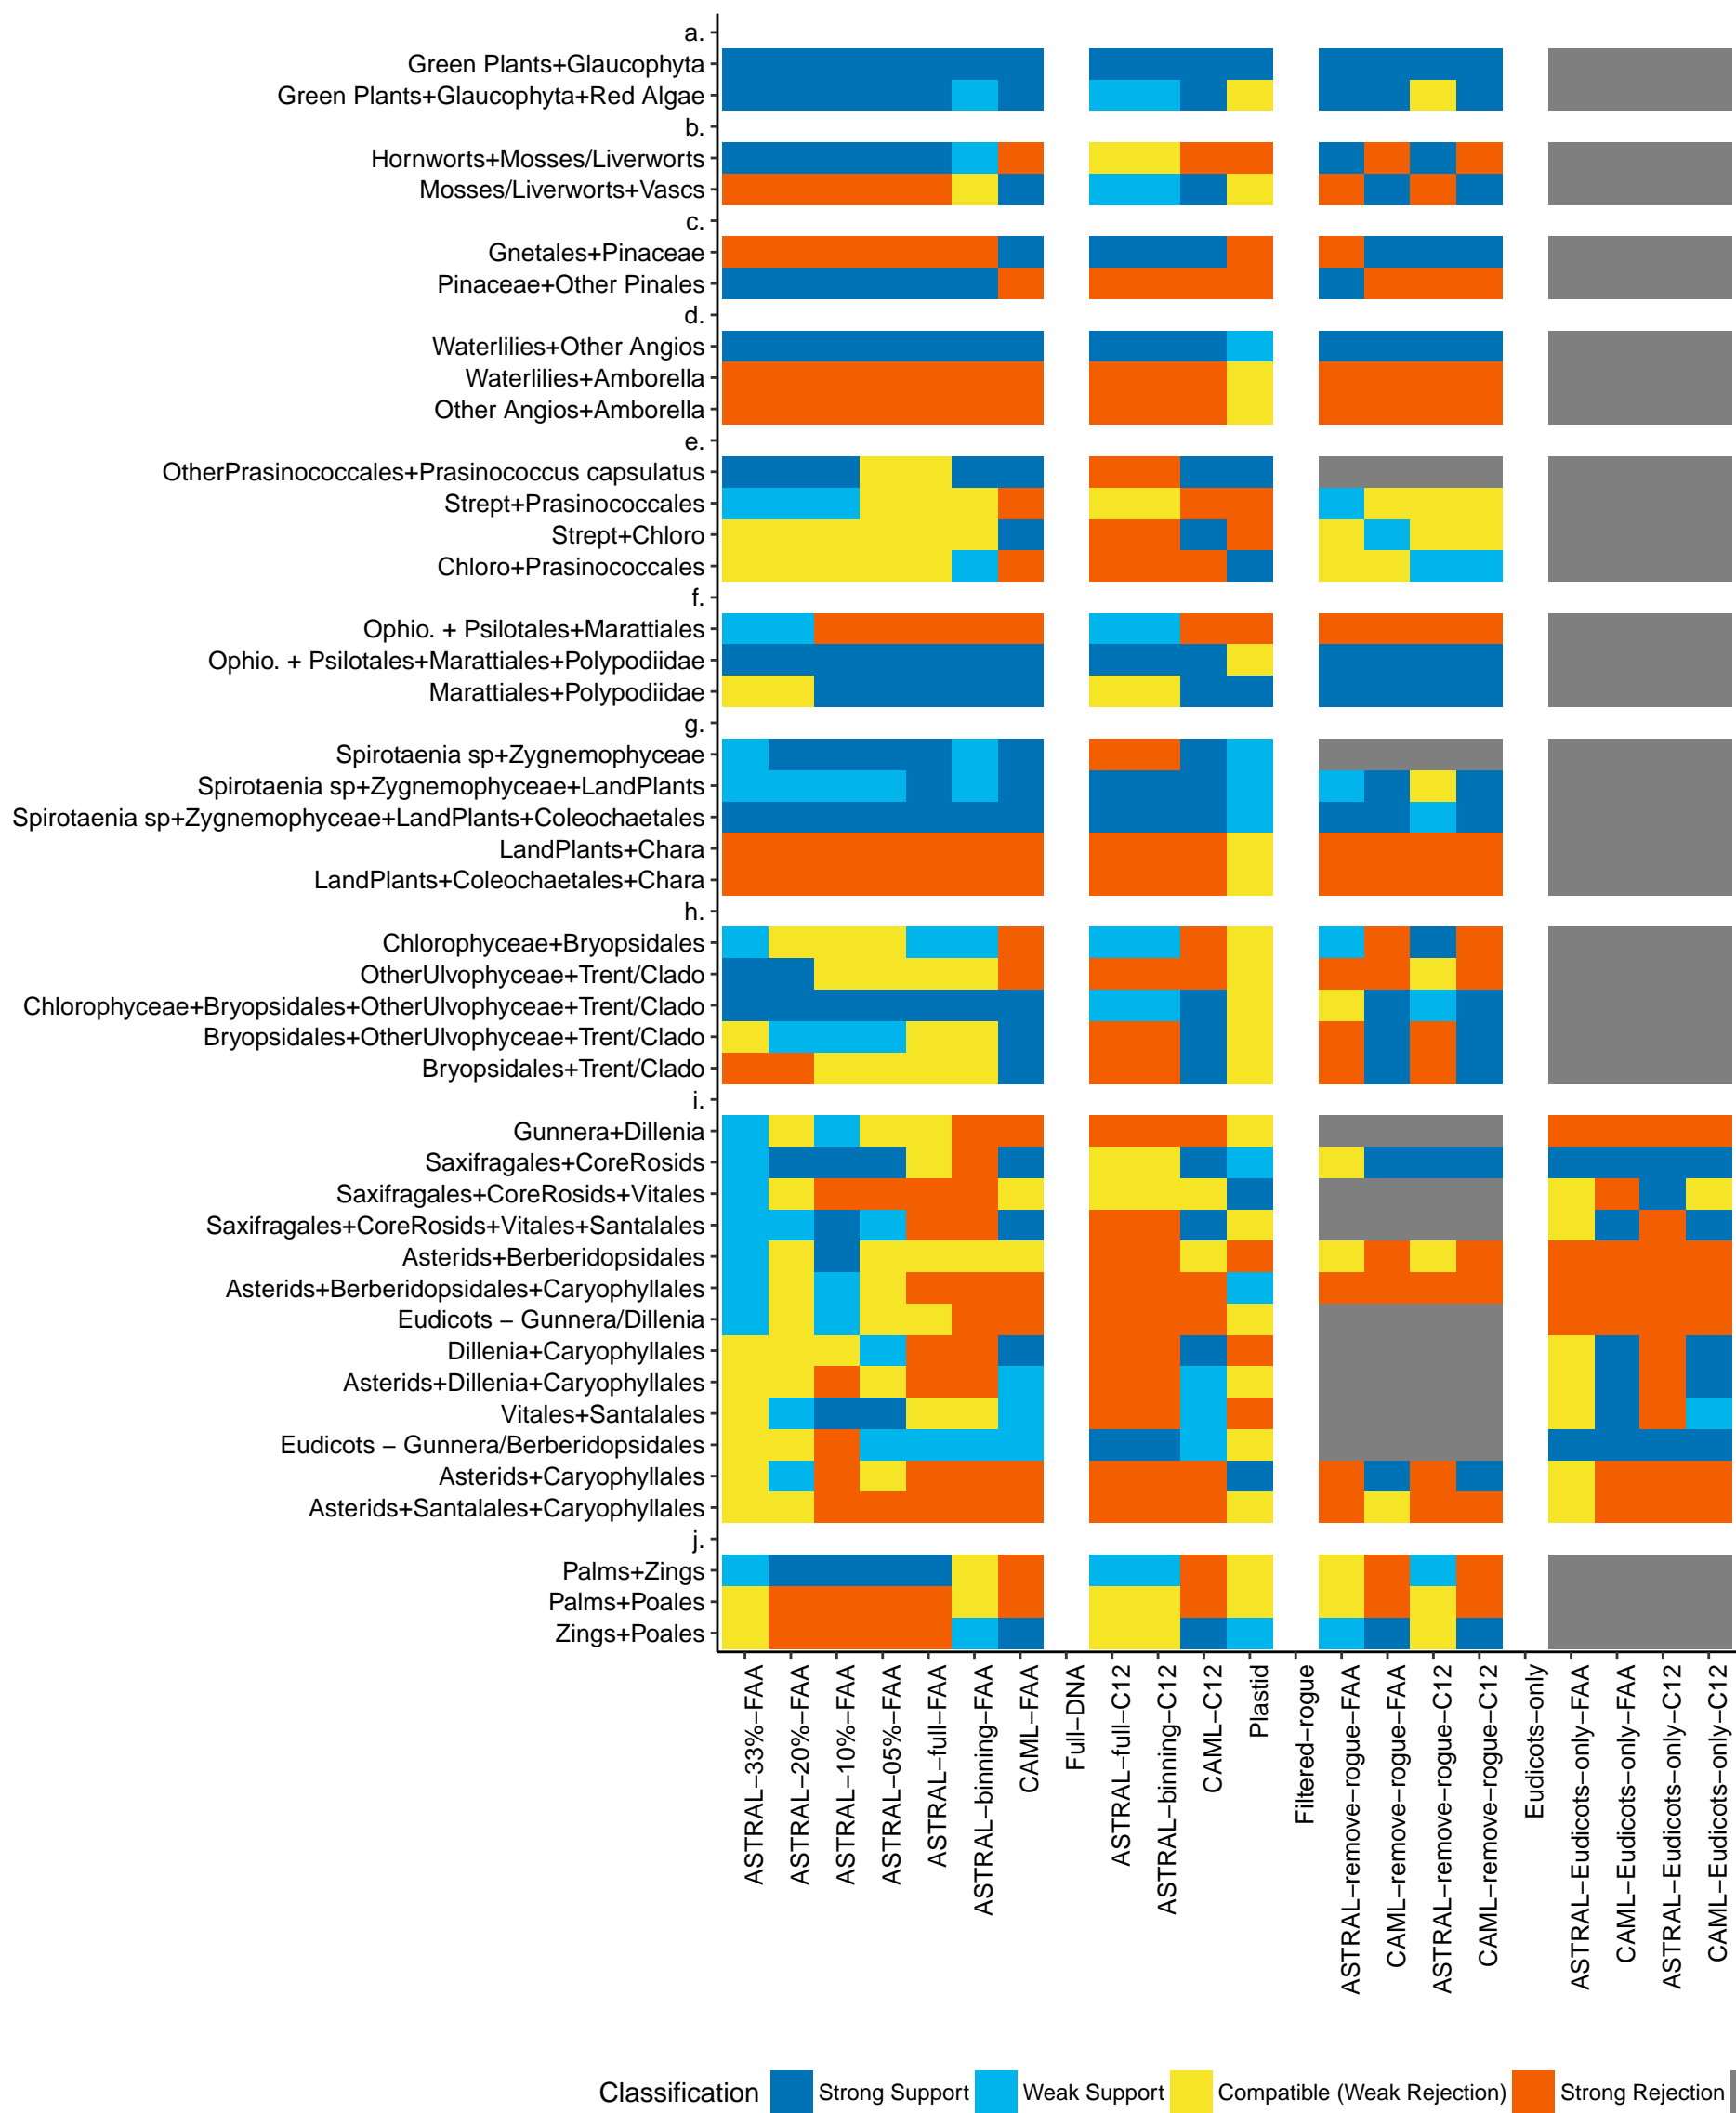 a.
Green Plants+Glaucophyta
Green Plants+Glaucophyta+Red Algae
b.
Hornworts+Mosses/Liverworts
Mosses/Liverworts+Vascs
c.
Gnetales+Pinaceae
Pinaceae+Other Pinales
d.
Waterlilies+Other Angios
Waterlilies+Amborella
Other Angios+Amborella
e.
OtherPrasinococcales+Prasinococcus capsulatus
Strept+Prasinococcales
Strept+Chloro
Chloro+Prasinococcales
f.
Ophio. + Psilotales+Marattiales
Ophio. + Psilotales+Marattiales+Polypodiidae
Marattiales+Polypodiidae
g.
Spirotaenia sp+Zygnemophyceae
Spirotaenia sp+Zygnemophyceae+LandPlants
Spirotaenia sp+Zygnemophyceae+LandPlants+Coleochaetales
LandPlants+Chara
LandPlants+Coleochaetales+Chara
h.
Chlorophyceae+Bryopsidales
OtherUlvophyceae+Trent/Clado
Chlorophyceae+Bryopsidales+OtherUlvophyceae+Trent/Clado
Bryopsidales+OtherUlvophyceae+Trent/Clado
Bryopsidales+Trent/Clado
i.
Gunnera+Dillenia
Saxifragales+CoreRosids
Saxifragales+CoreRosids+Vitales
Saxifragales+CoreRosids+Vitales+Santalales
Asterids+Berberidopsidales
Asterids+Berberidopsidales+Caryophyllales
Eudicots − Gunnera/Dillenia
Dillenia+Caryophyllales
Asterids+Dillenia+Caryophyllales
Vitales+Santalales
Eudicots − Gunnera/Berberidopsidales
Asterids+Caryophyllales
Asterids+Santalales+Caryophyllales
j.
Palms+Zings
Palms+Poales
Zings+Poales
ASTRAL−33%−FAA
ASTRAL−20%−FAA
ASTRAL−10%−FAA
ASTRAL−05%−FAA
ASTRAL−full−FAA
ASTRAL−binning−FAA
CAML−FAA
Full−DNA
ASTRAL−full−C12
ASTRAL−binning−C12
CAML−C12
Plastid
Filtered−rogue
ASTRAL−remove−rogue−FAA
CAML−remove−rogue−FAA
ASTRAL−remove−rogue−C12
CAML−remove−rogue−C12
Eudicots−only
ASTRAL−Eudicots−only−FAA
CAML−Eudicots−only−FAA
ASTRAL−Eudicots−only−C12
CAML−Eudicots−only−C12
Classification Strong Support Weak Support Compatible (Weak Rejection) Strong Rejection